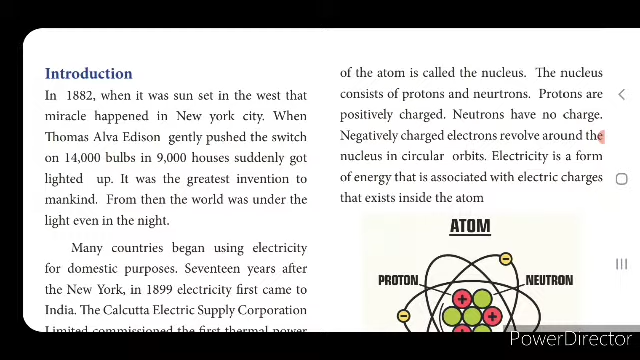 Introduction
In 1882, when it was sun set in the west that
miracle happened in New york city. When
Thomas Alva Edison gently pushed the switch
on 14,000 bulbs in 9,000 houses suddenly got
lighted up. It was the greatest invention to
mankind. From then the world was under the
light even in the night.
Many countries began using electricity
for domestic purposes. Seventeen years after
the New York, in 1899 electricity first came to
India. The Calcutta Electric Supply Corporation
Limited commissioned the first thermal power
of the atom is called the nucleus. The nucleus
consists of protons and neurtrons. Protons are
positively charged. Neutrons have no charge.
Negatively charged electrons revolve around the
nucleus in circular orbits. Electricity is a form
of energy that is associated with electric charges
that exists inside the atom
ATOM
PROTON
NEUTRON
PowerDirector